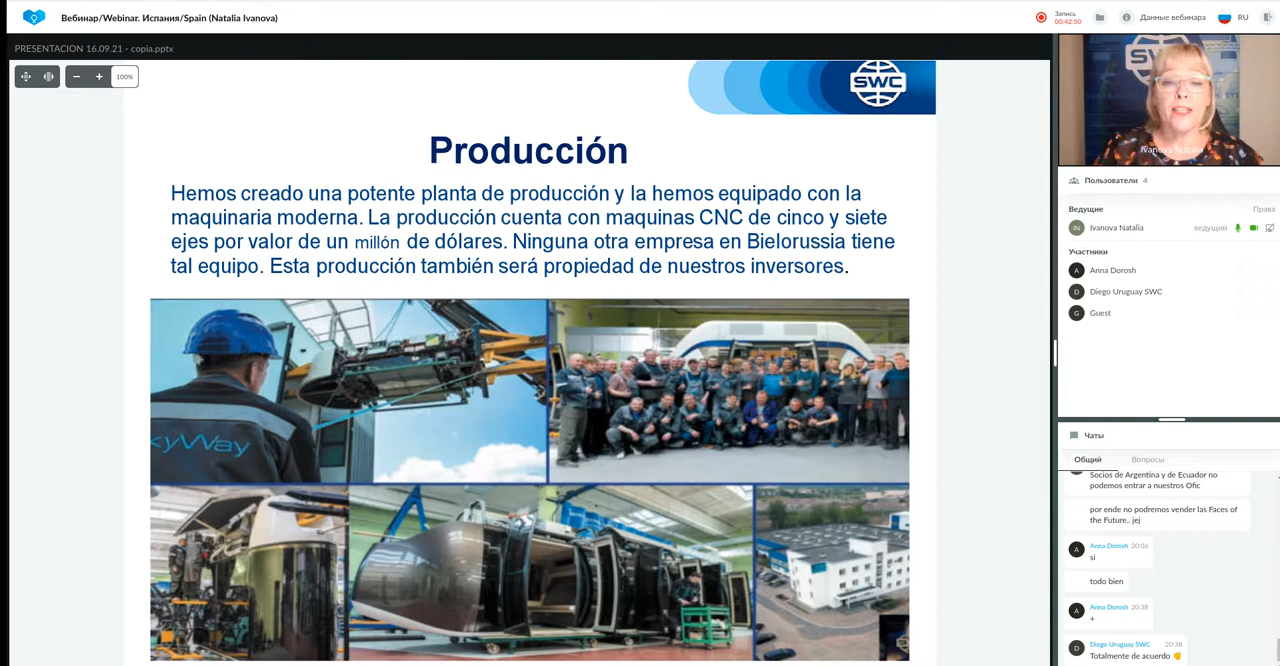 Вебинар/Webinar. Испания/Spain (Natalia Ivanova)
Запись
00:42:50
Данные вебинара
RU
PRESENTACION 16.09.21 - copia.pptx
100%
SWC
Producción
Hemos creado una potente planta de producción y la hemos equipado con la
maquinaria moderna. La producción cuenta con maquinas CNC de cinco y siete
ejes por valor de un millón de dólares. Ninguna otra empresa en Bielorussia tiene
tal equipo. Esta producción también será propiedad de nuestros inversores.
kyWay
Ivanova Natalia
Пользователи 4
Ведущие
Права
IN
Ivanova Natalia
ведущий
Участники
A
Anna Dorosh
D
Diego Uruguay SWC
G
Guest
Чаты
Общий
Вопросы
Socios de Argentina y de Ecuador no
podemos entrar a nuestros Ofic
por ende no podremos vender las Faces of
the Future.. jej
A
Anna Dorosh 20:06
si
todo bien
A
Anna Dorosh 20:38
+
D
Diego Uruguay SWC 20:38
Totalmente de acuerdo 👏